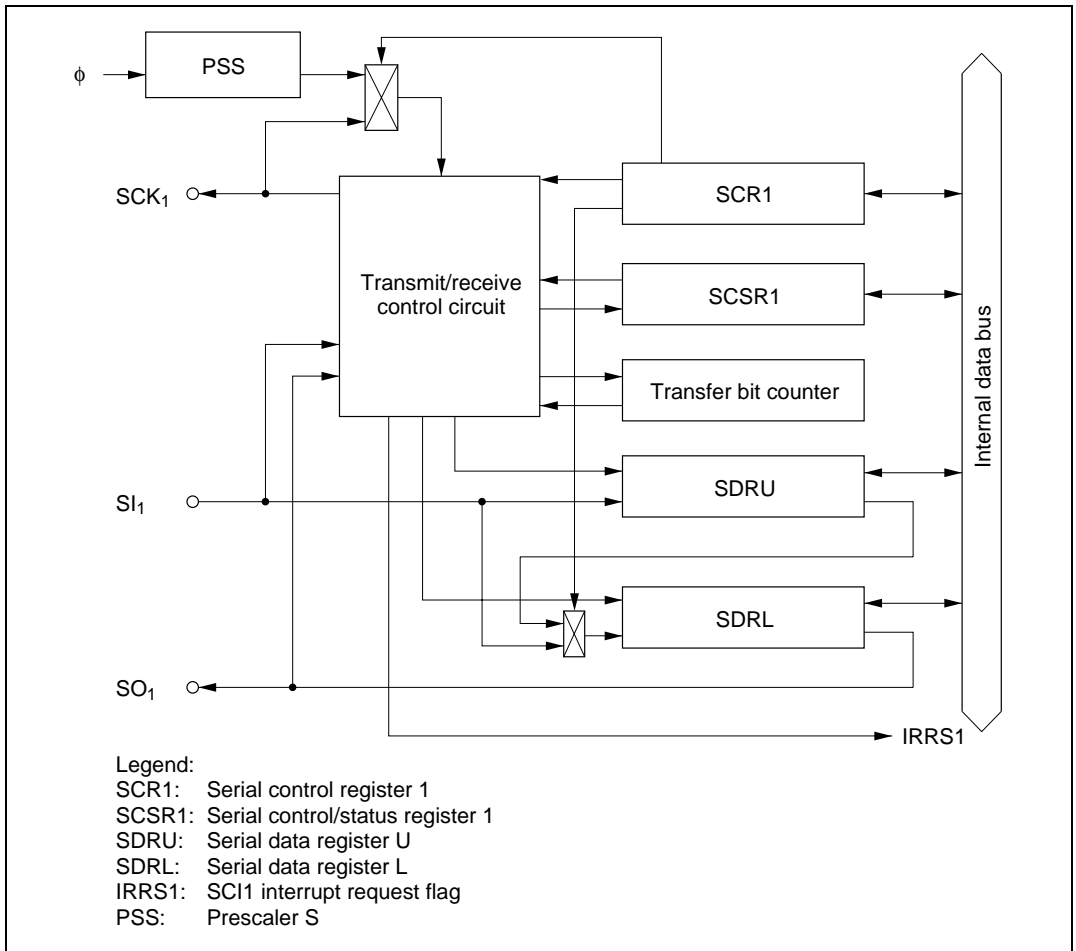 φ
PSS
SCK1
SCR1
Transmit/receive
control circuit
SCSR1
Transfer bit counter
Internal data bus
SI1
SDRU
SDRL
SO1
IRRS1
Legend:
SCR1: Serial control register 1
SCSR1: Serial control/status register 1
SDRU: Serial data register U
SDRL: Serial data register L
IRRS1: SCI1 interrupt request flag
PSS: Prescaler S